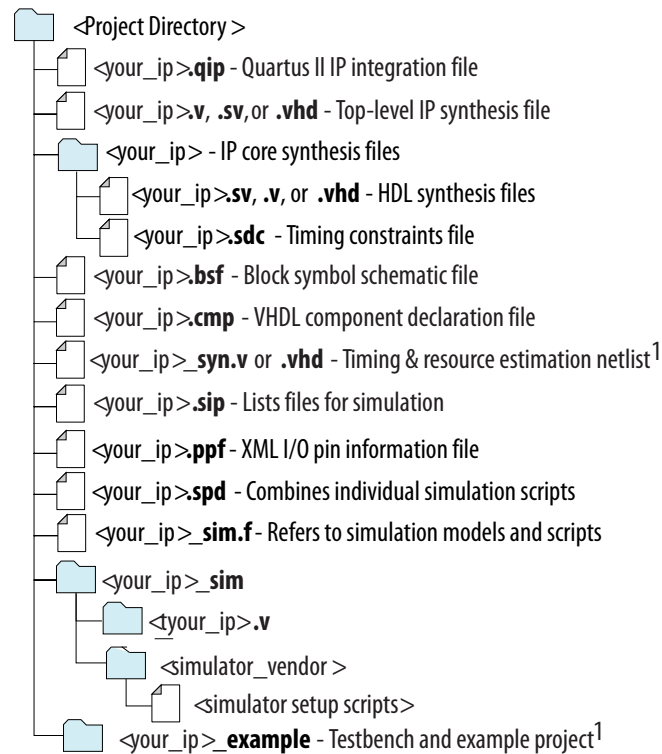 <Project Directory >
<your_ip>.qip - Quartus II IP integration file
<your_ip>.v, .sv, or .vhd - Top-level IP synthesis file
<your_ip> - IP core synthesis files
<your_ip>.sv, .v, or .vhd - HDL synthesis files
<your_ip>.sdc - Timing constraints file
<your_ip>.bsf - Block symbol schematic file
<your_ip>.cmp - VHDL component declaration file
<your_ip>_syn.v or .vhd - Timing & resource estimation netlist1
<your_ip>.sip - Lists files for simulation
<your_ip>.ppf - XML I/O pin information file
<your_ip>.spd - Combines individual simulation scripts
<your_ip>_sim.f - Refers to simulation models and scripts
<your_ip>_sim
<tyour_ip>.v
<simulator_vendor >
<simulator setup scripts>
<your_ip>_example - Testbench and example project1